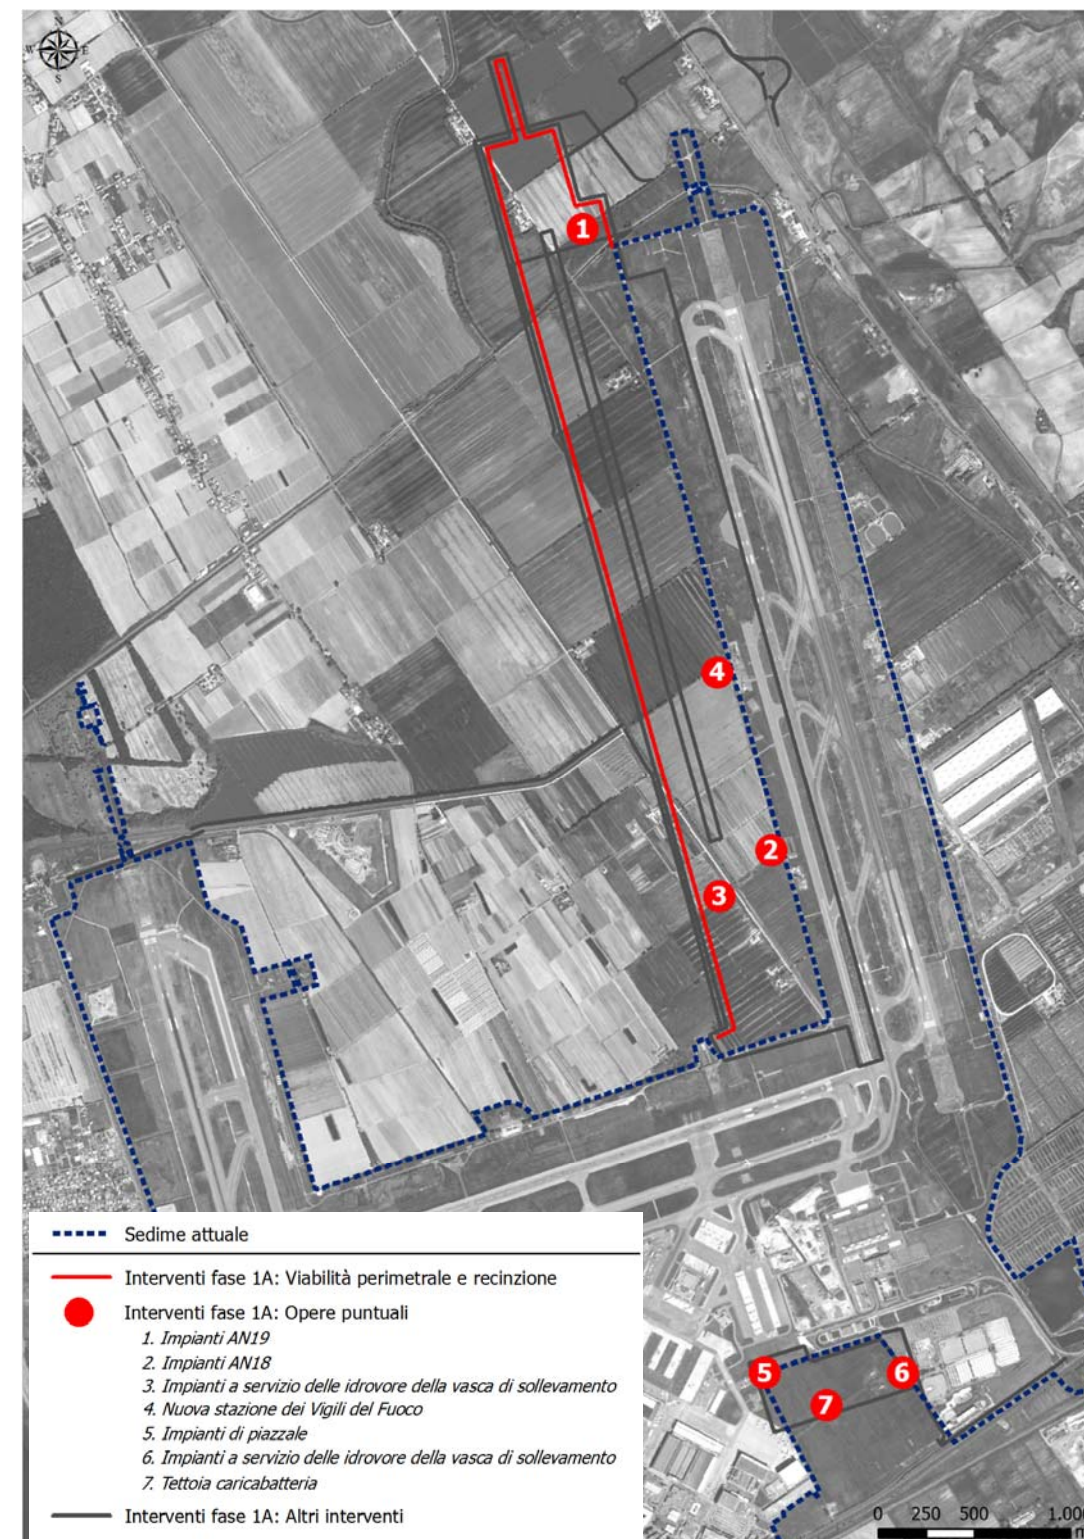 N
W E
S
1
4
2
3
5
6
7
Sedime attuale
Interventi fase 1A: Viabilità perimetrale e recinzione
Interventi fase 1A: Opere puntuali
1. Impianti AN19
2. Impianti AN18
3. Impianti a servizio delle idrovore della vasca di sollevamento
4. Nuova stazione dei Vigili del Fuoco
5. Impianti di piazzale
6. Impianti a servizio delle idrovore della vasca di sollevamento
7. Tettoia caricabatteria
Interventi fase 1A: Altri interventi
0 250 500